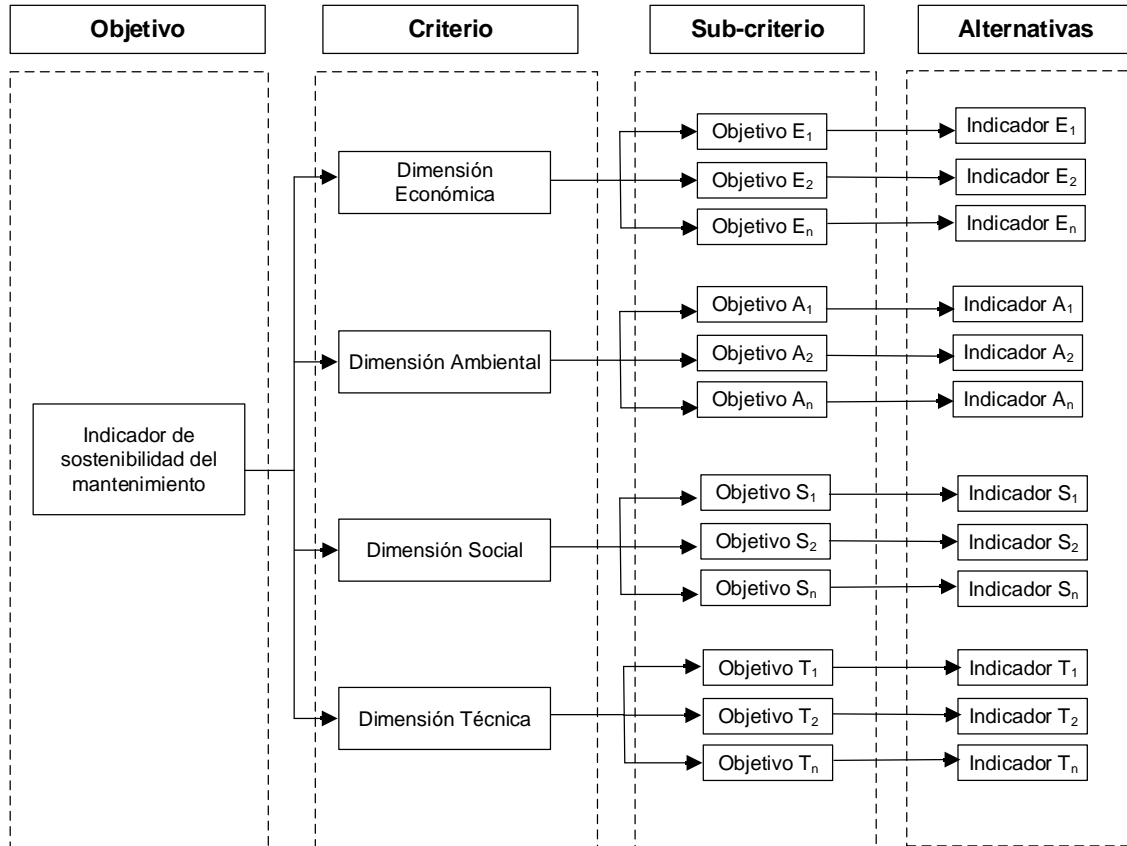 Objetivo
Criterio
Sub-criterio
Alternativas
Indicador de
sostenibilidad del
mantenimiento
Dimensión
Económica
Objetivo E1
Indicador E1
Objetivo E2
Indicador E2
Objetivo En
Indicador En
Dimensión Ambiental
Objetivo A1
Indicador A1
Objetivo A2
Indicador A2
Objetivo An
Indicador An
Dimensión Social
Objetivo S1
Indicador S1
Objetivo S2
Indicador S2
Objetivo Sn
Indicador Sn
Dimensión Técnica
Objetivo T1
Indicador T1
Objetivo T2
Indicador T2
Objetivo Tn
Indicador Tn